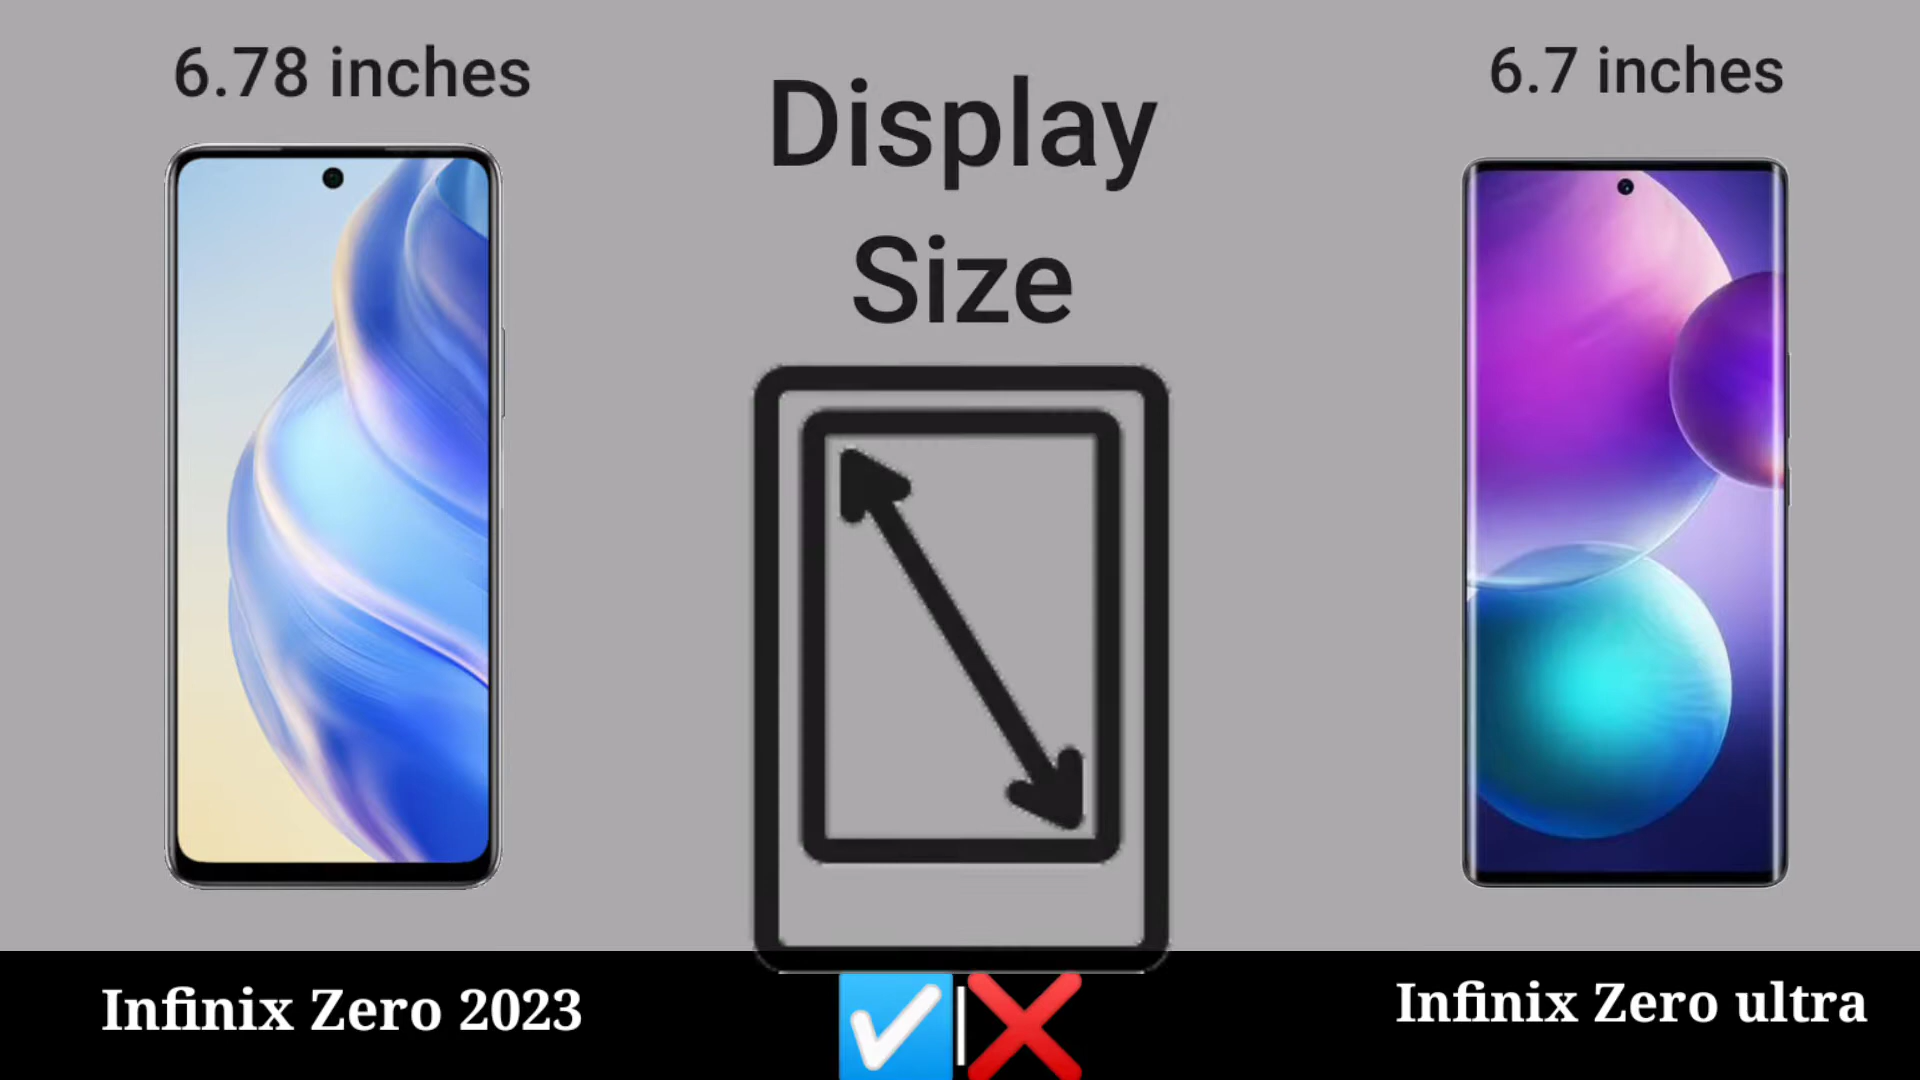 6.78 inches
Display
Size
6.7 inches
Infinix Zero 2023
Infinix Zero ultra